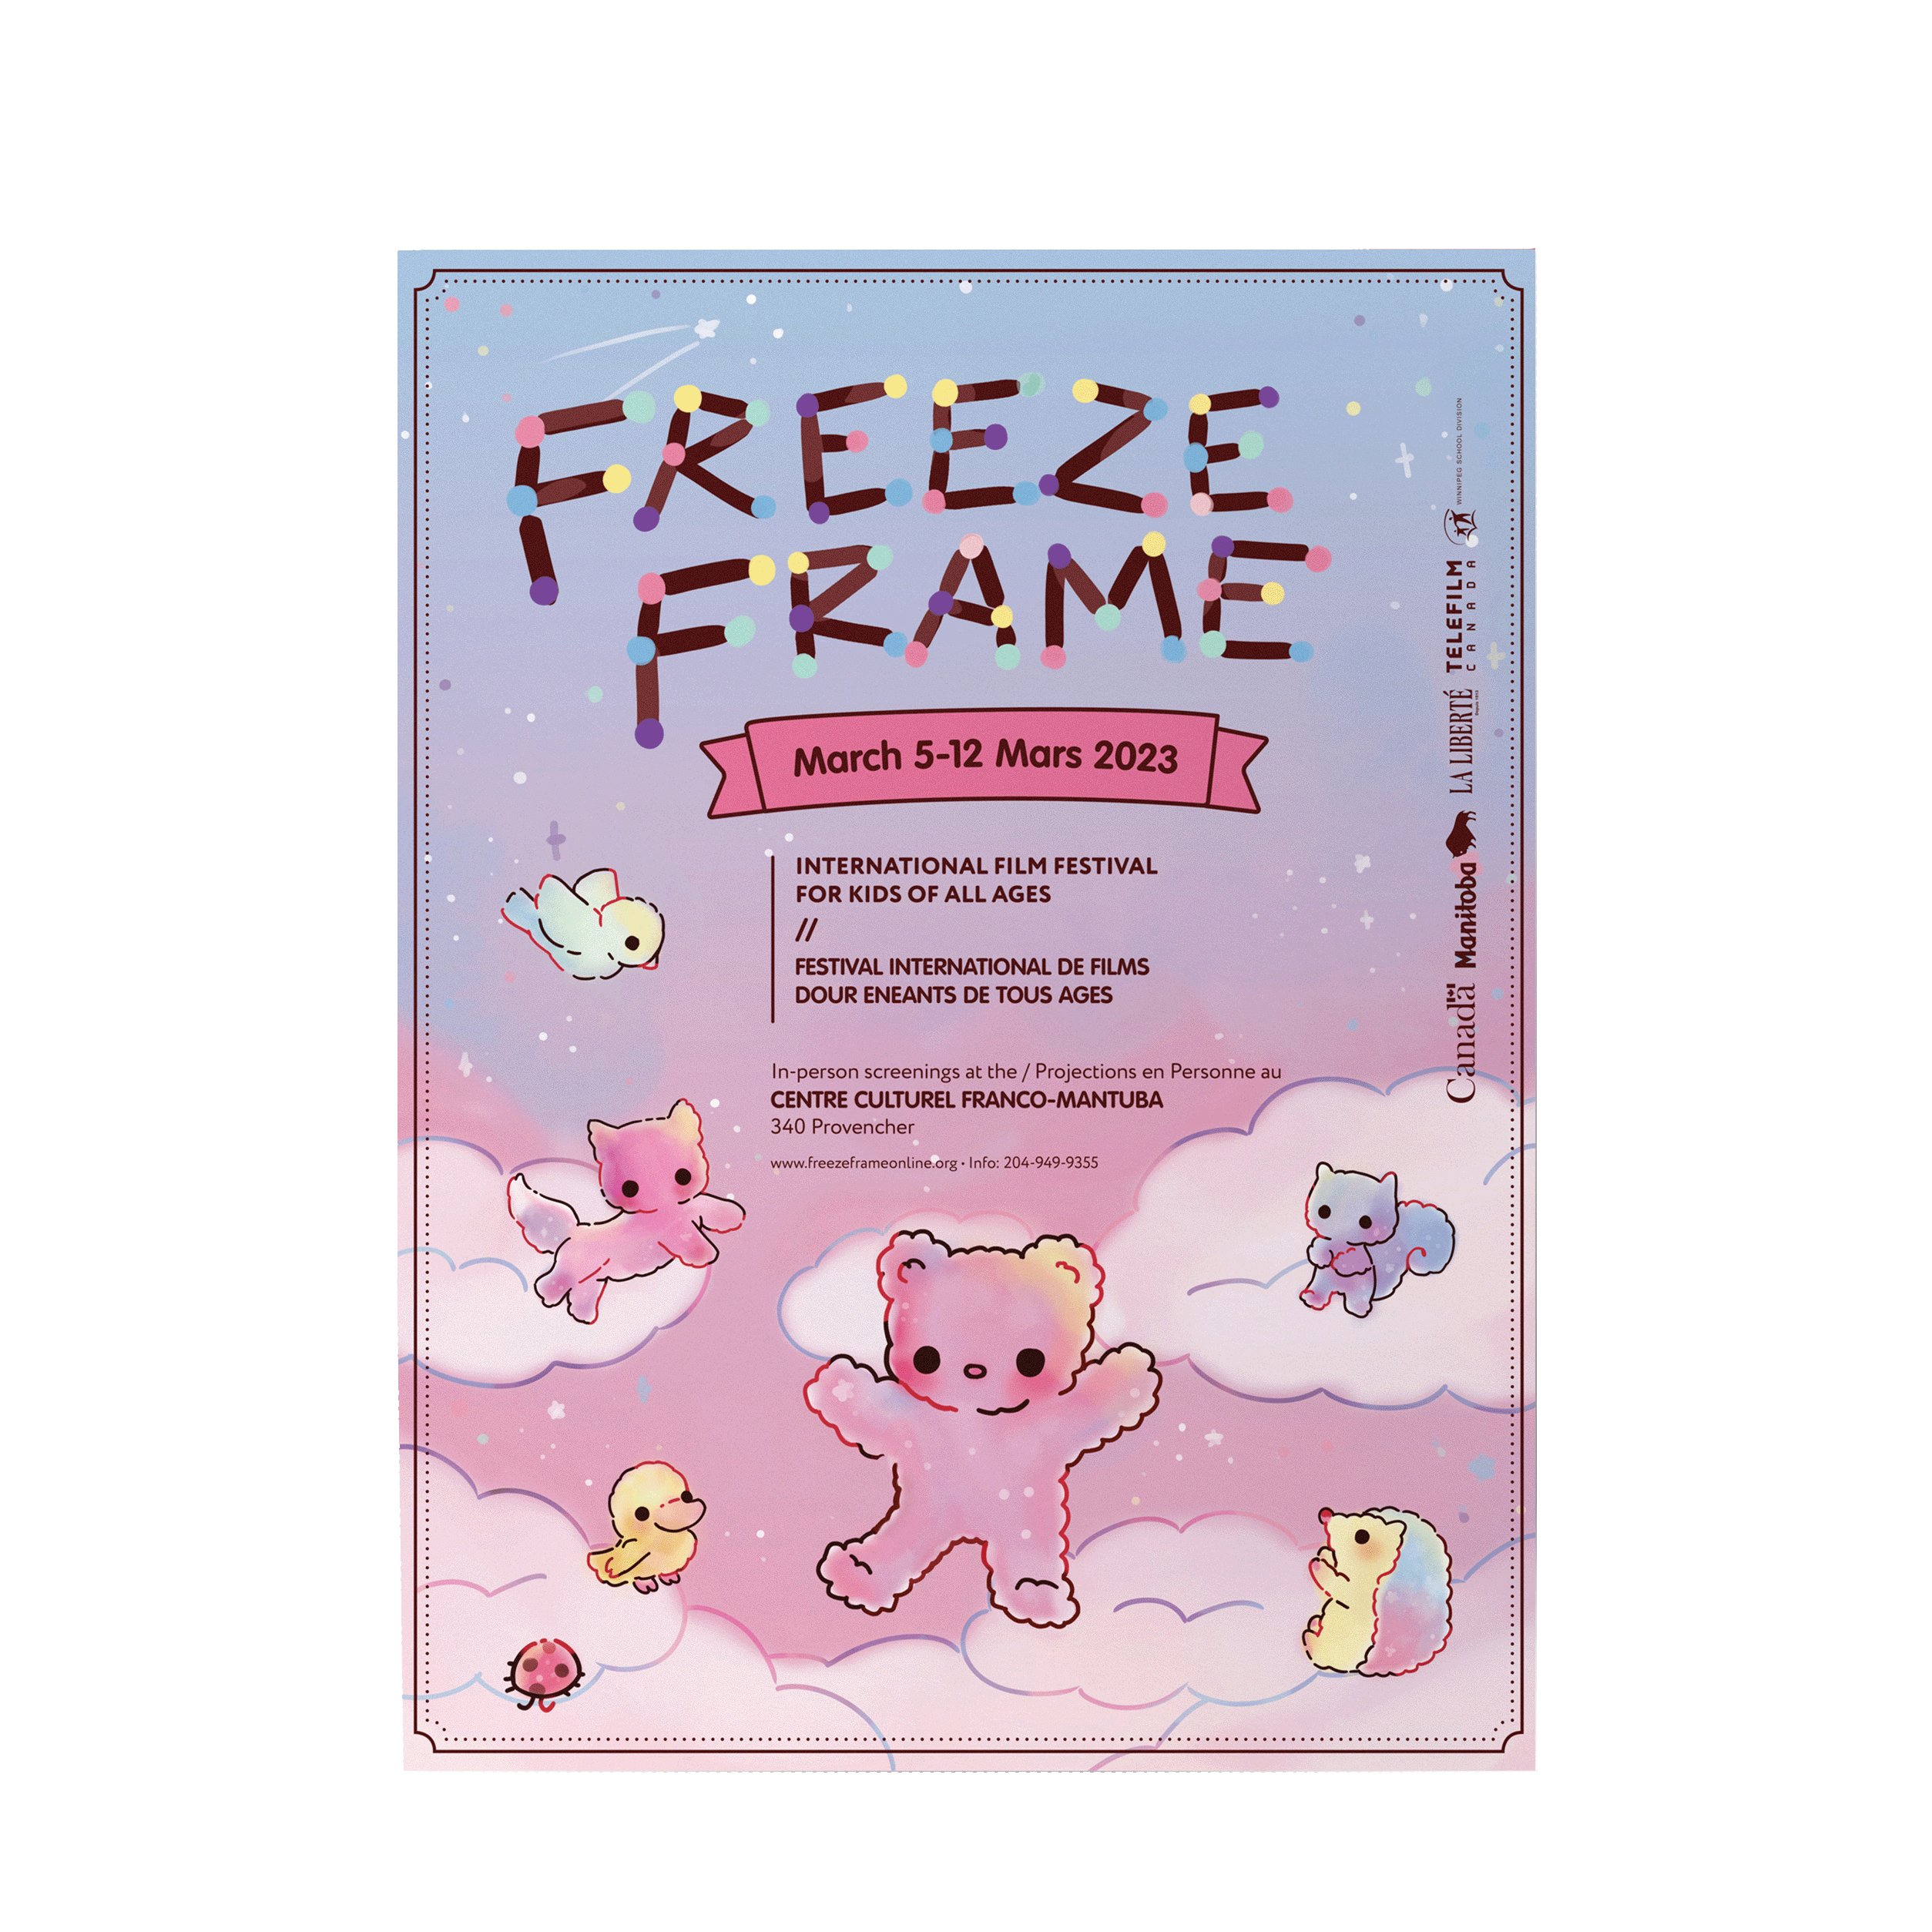 FREEZE
FRAME
March 5-12 Mars 2023
INTERNATIONAL FILM FESTIVAL
FOR KIDS OF ALL AGES
//
FESTIVAL INTERNATIONAL DE FILMS
DOUR ENEANTS DE TOUS AGES
In-person screenings at the / Projections en Personne au
CENTRE CULTUREL FRANCO-MANTUBA
340 Provencher
www.freezeframeonline.org • Info: 204-949-9355
Canada
Manitoba
LA LIBERTÉ
Depuis 1913
TELEFILM
CANADA
WINNIPEG SCHOOL DIVISION